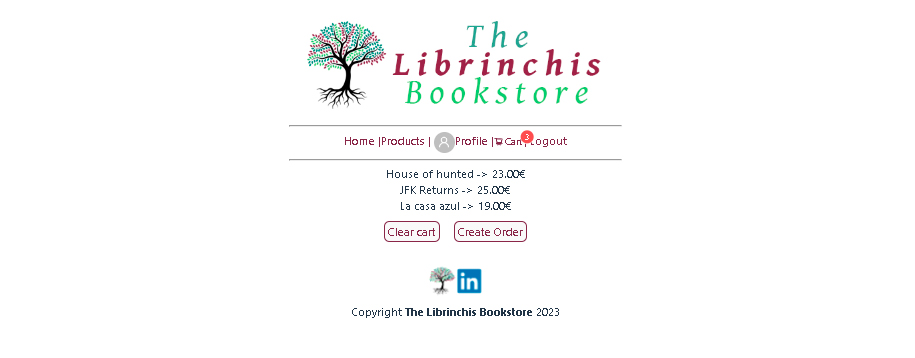 The
Librinchis
Bookstore
Home |Products | Profile | Cart 3 | Logout
House of hunted -> 23.00€
JFK Returns -> 25.00€
La casa azul -> 19.00€
Clear cart Create Order
in
Copyright The Librinchis Bookstore 2023